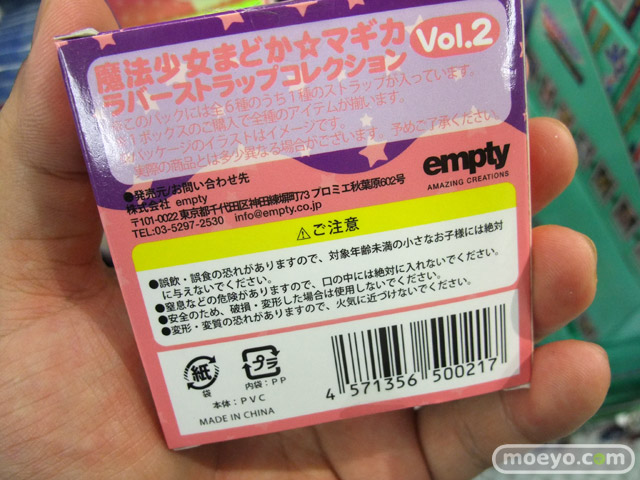 魔法少女まどか☆マギカ
Vol.2
ラバーストラップコレクション
※このパックには全6種のうち1種のストラップが入っています。
1ボックスのご購入で全種のアイテムが揃います。
※パッケージのイラストはイメージです。
実際の商品とは多少異なる場合がございます。予めご了承ください。
●発売元/お問い合わせ先
株式会社 empty
〒101-0022 東京都千代田区神田練塀町73 プロミエ秋葉原602号
TEL:03-5297-2530 info@empty.co.jp
empty
AMAZING CREATIONS
⚠ご注意
●誤飲・誤食の恐れがありますので、対象年齢未満の小さなお子様には絶対
に与えないでください。
●窒息などの危険がありますので、口の中には絶対に入れないでください。
●安全のため、破損・変形した場合は使用しないでください。
●変形・変質の恐れがありますので、火気に近づけないでください。
紙
袋
プラ
内袋:PP
本体:PVC
MADE IN CHINA
4 571356 500217
moeyo.com